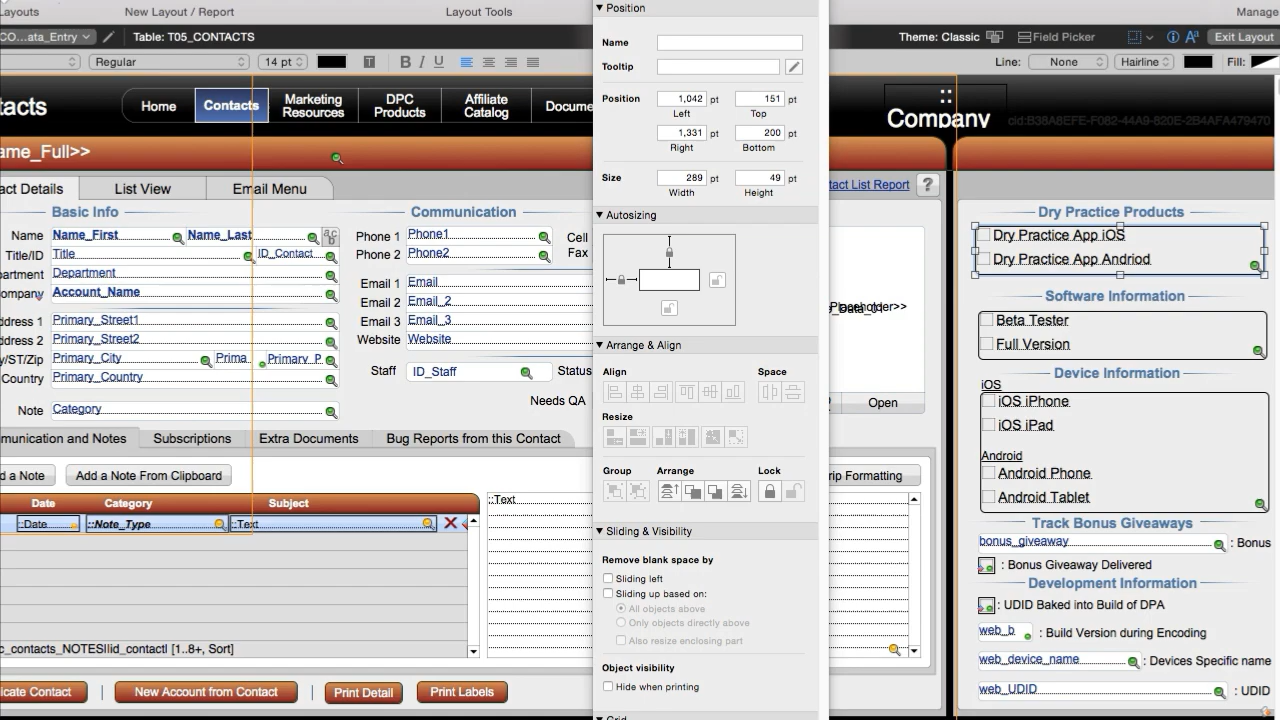 Layouts New Layout / Report Layout Tools Manage
CO...ata_Entry Table: T05_CONTACTS Theme: Classic Field Picker Exit Layout
Regular 14 pt B I U Line: None Hairline Fill:
tacts Home Contacts Marketing Resources DPC Products Affiliate Catalog Docume Company cid:B38A8EFE-F082-44A9-820E-2B4AFA479470
ame_Full>>
act Details List View Email Menu tact List Report ?
Basic Info Communication
Name Name_First Name_Last Phone 1 Phone1 Cell
Title/ID Title ID_Contact Phone 2 Phone2 Fax
partment Department
ompany Account_Name
Email 1 Email
Email 2 Email_2
Email 3 Email_3
Website Website
ddress 1 Primary_Street1
ddress 2 Primary_Street2
y/ST/Zip Primary_City Prima Primary_P
Country Primary_Country
Staff ID_Staff Status
Needs QA
Note Category
Open
munication and Notes Subscriptions Extra Documents Bug Reports from this Contact
d a Note Add a Note From Clipboard rip Formatting
Date Category Subject
::Date ::Note_Type ::Text
::Text
c_contacts_NOTESllid_contactl [1..8+, Sort]
icate Contact New Account from Contact Print Detail Print Labels
Position
Name
Tooltip
Position 1,042 pt 151 pt
Left Top
1,331 pt 200 pt
Right Bottom
Size 289 pt 49 pt
Width Height
Autosizing
Arrange & Align
Align Space
Resize
Group Arrange Lock
Sliding & Visibility
Remove blank space by
Sliding left
Sliding up based on:
All objects above
Only objects directly above
Also resize enclosing part
Object visibility
Hide when printing
Grid
Dry Practice Products
Dry Practice App iOS
Dry Practice App Andriod
Software Information
Beta Tester
Full Version
Device Information
iOS
iOS iPhone
iOS iPad
Android
Android Phone
Android Tablet
Track Bonus Giveaways
bonus_giveaway : Bonus
: Bonus Giveaway Delivered
Development Information
: UDID Baked into Build of DPA
web_b : Build Version during Encoding
web_device_name : Devices Specific name
web_UDID : UDID